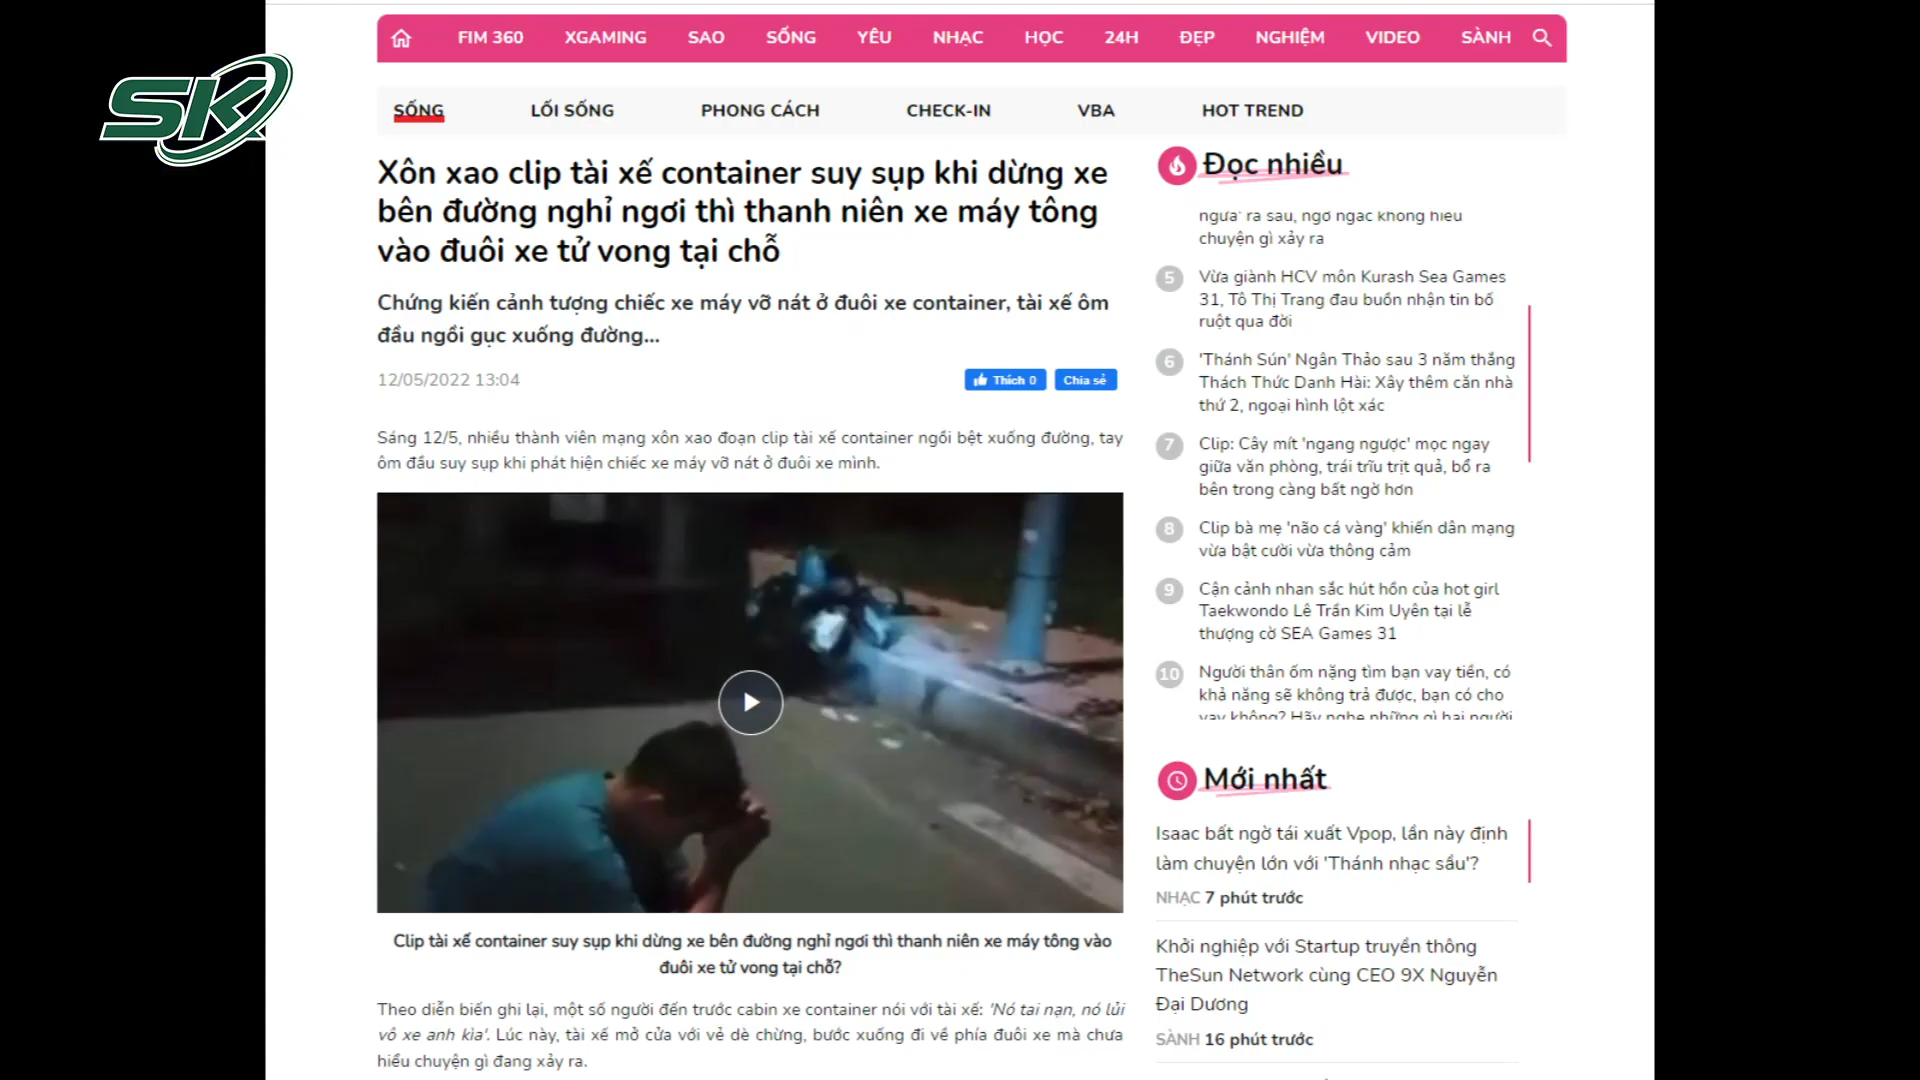 SK
FIM 360 XGAMING SAO SỐNG YÊU NHẠC HỌC 24H ĐẸP NGHIỆM VIDEO SÀNH
SỐNG LỐI SỐNG PHONG CÁCH CHECK-IN VBA HOT TREND
Xôn xao clip tài xế container suy sụp khi dừng xe
bên đường nghỉ ngơi thì thanh niên xe máy tông
vào đuôi xe tử vong tại chỗ
Chứng kiến cảnh tượng chiếc xe máy vỡ nát ở đuôi xe container, tài xế ôm
đầu ngồi gục xuống đường...
12/05/2022 13:04
Thích 0 Chia sẻ
Sáng 12/5, nhiều thành viên mạng xôn xao đoạn clip tài xế container ngồi bệt xuống đường, tay
ôm đầu suy sụp khi phát hiện chiếc xe máy vỡ nát ở đuôi xe mình.
Clip tài xế container suy sụp khi dừng xe bên đường nghỉ ngơi thì thanh niên xe máy tông vào
đuôi xe tử vong tại chỗ?
Theo diễn biến ghi lại, một số người đến trước cabin xe container nói với tài xế: 'Nó tai nạn, nó lủi
vô xe anh kìa'. Lúc này, tài xế mở cửa với vẻ dè chừng, bước xuống đi về phía đuôi xe mà chưa
hiểu chuyện gì đang xảy ra.
Đọc nhiều
ngửa' ra sau, ngơ ngác không hiểu
chuyện gì xảy ra
5 Vừa giành HCV môn Kurash Sea Games
31, Tô Thị Trang đau buồn nhận tin bố
ruột qua đời
6 'Thánh Sún' Ngân Thảo sau 3 năm thắng
Thách Thức Danh Hài: Xây thêm căn nhà
thứ 2, ngoại hình lột xác
7 Clip: Cây mít 'ngang ngược' mọc ngay
giữa văn phòng, trái trĩu trịt quả, bổ ra
bên trong càng bất ngờ hơn
8 Clip bà mẹ 'não cá vàng' khiến dân mạng
vừa bật cười vừa thông cảm
9 Cận cảnh nhan sắc hút hồn của hot girl
Taekwondo Lê Trần Kim Uyên tại lễ
thượng cờ SEA Games 31
10 Người thân ốm nặng tìm bạn vay tiền, có
khả năng sẽ không trả được, bạn có cho
vay không? Hãy nghe những gì hai người
Mới nhất
Isaac bất ngờ tái xuất Vpop, lần này định
làm chuyện lớn với 'Thánh nhạc sầu'?
NHẠC 7 phút trước
Khởi nghiệp với Startup truyền thông
TheSun Network cùng CEO 9X Nguyễn
Đại Dương
SÀNH 16 phút trước